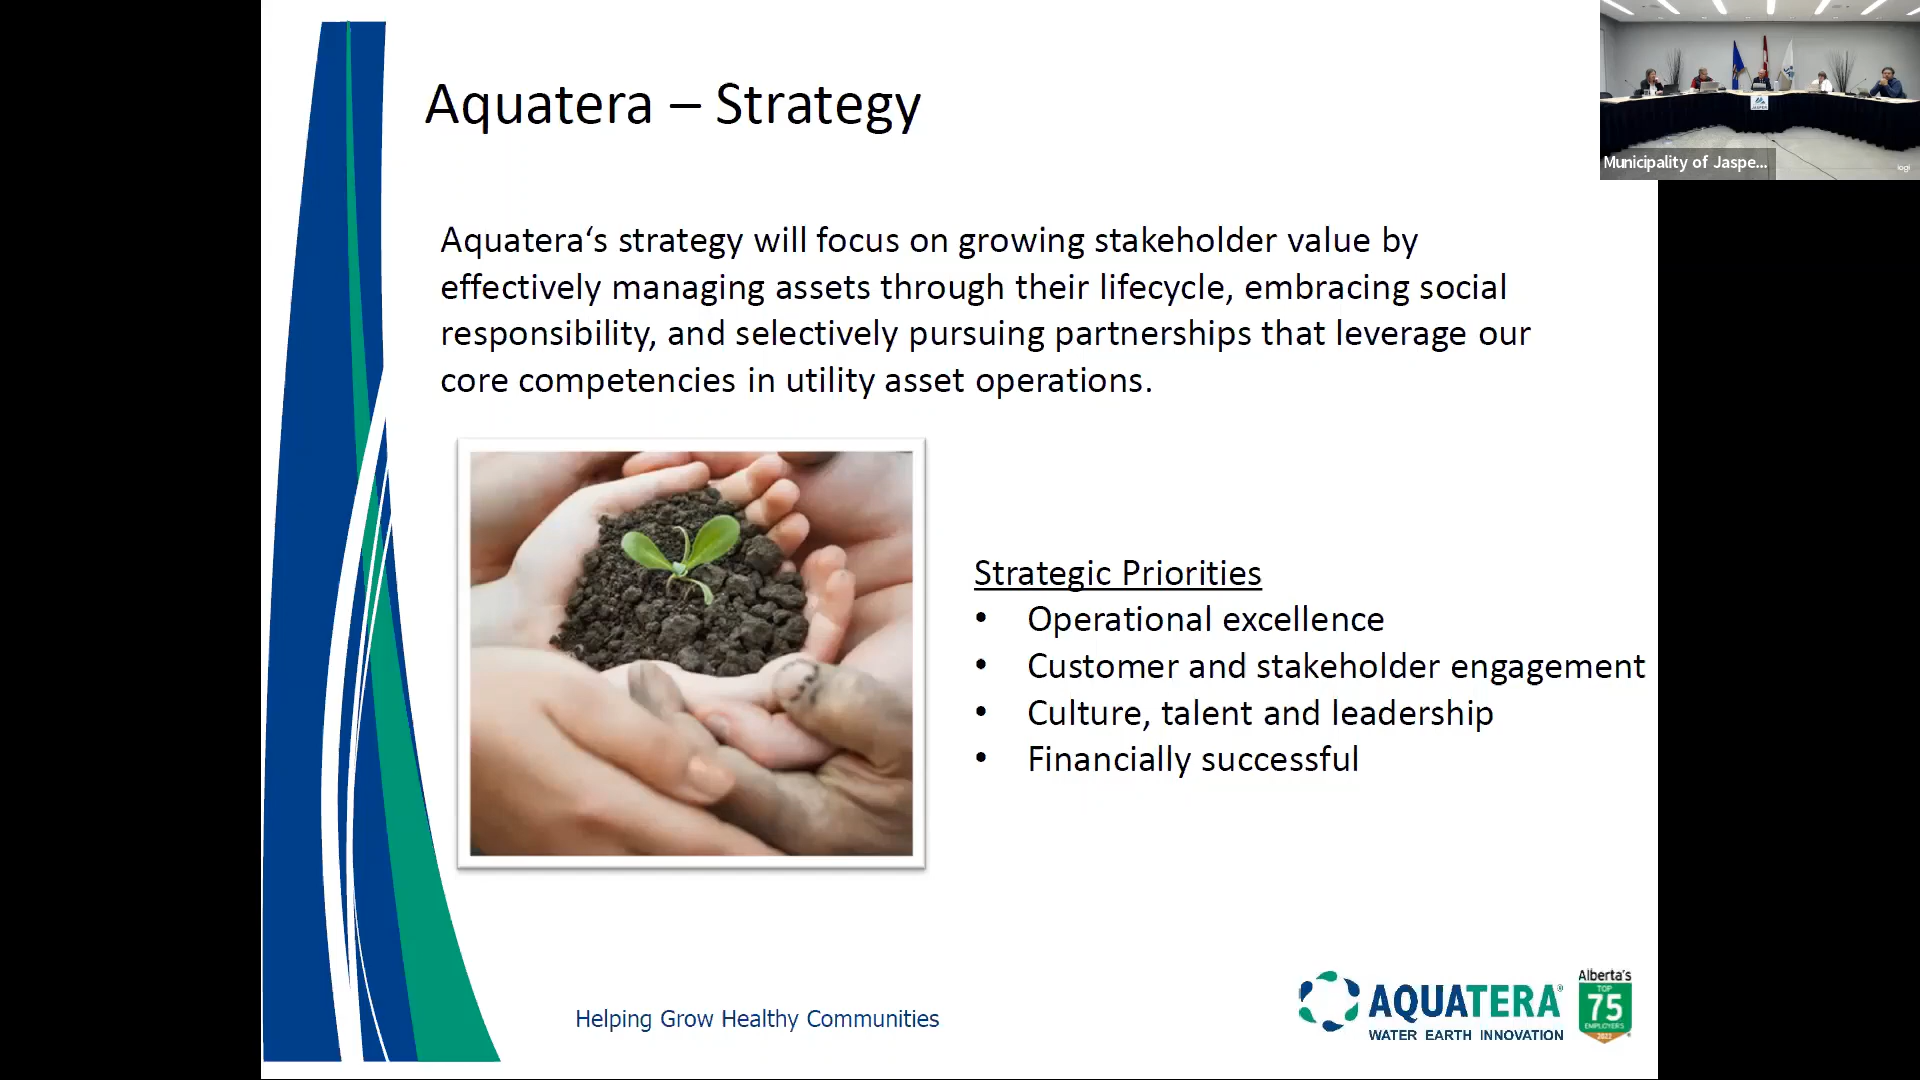 Aquatera – Strategy
Municipality of Jaspe...
Aquatera‘s strategy will focus on growing stakeholder value by
effectively managing assets through their lifecycle, embracing social
responsibility, and selectively pursuing partnerships that leverage our
core competencies in utility asset operations.
Strategic Priorities
• Operational excellence
• Customer and stakeholder engagement
• Culture, talent and leadership
• Financially successful
Helping Grow Healthy Communities
AQUATERA®
WATER EARTH INNOVATION
Alberta's
TOP
75
EMPLOYERS
logi
JASPER